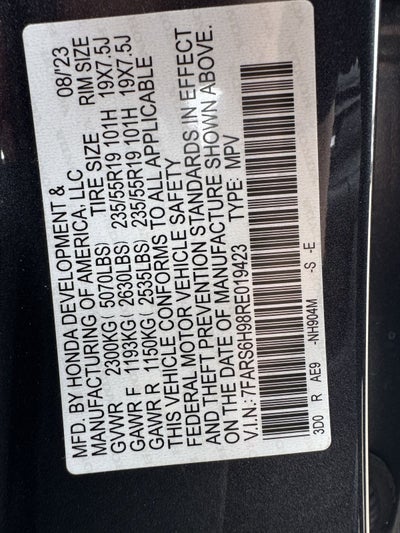 MFD. BY HONDA DEVELOPMENT & 08/'23
MANUFACTURING OF AMERICA, LLC TIRE SIZE RIM SIZE
GVWR 2300KG( 5070LBS) 235/55R19 101H 19X7.5J
GAWR F 1193KG( 2630LBS) 235/55R19 101H 19X7.5J
GAWR R 1150KG( 2535LBS)
THIS VEHICLE CONFORMS TO ALL APPLICABLE
FEDERAL MOTOR VEHICLE SAFETY
AND THEFT PREVENTION STANDARDS IN EFFECT
ON THE DATE OF MANUFACTURE SHOWN ABOVE.
V.I.N.: 7FARS6H98RE019423 TYPE: MPV
3D0 R AE9 -NH904M -S -E